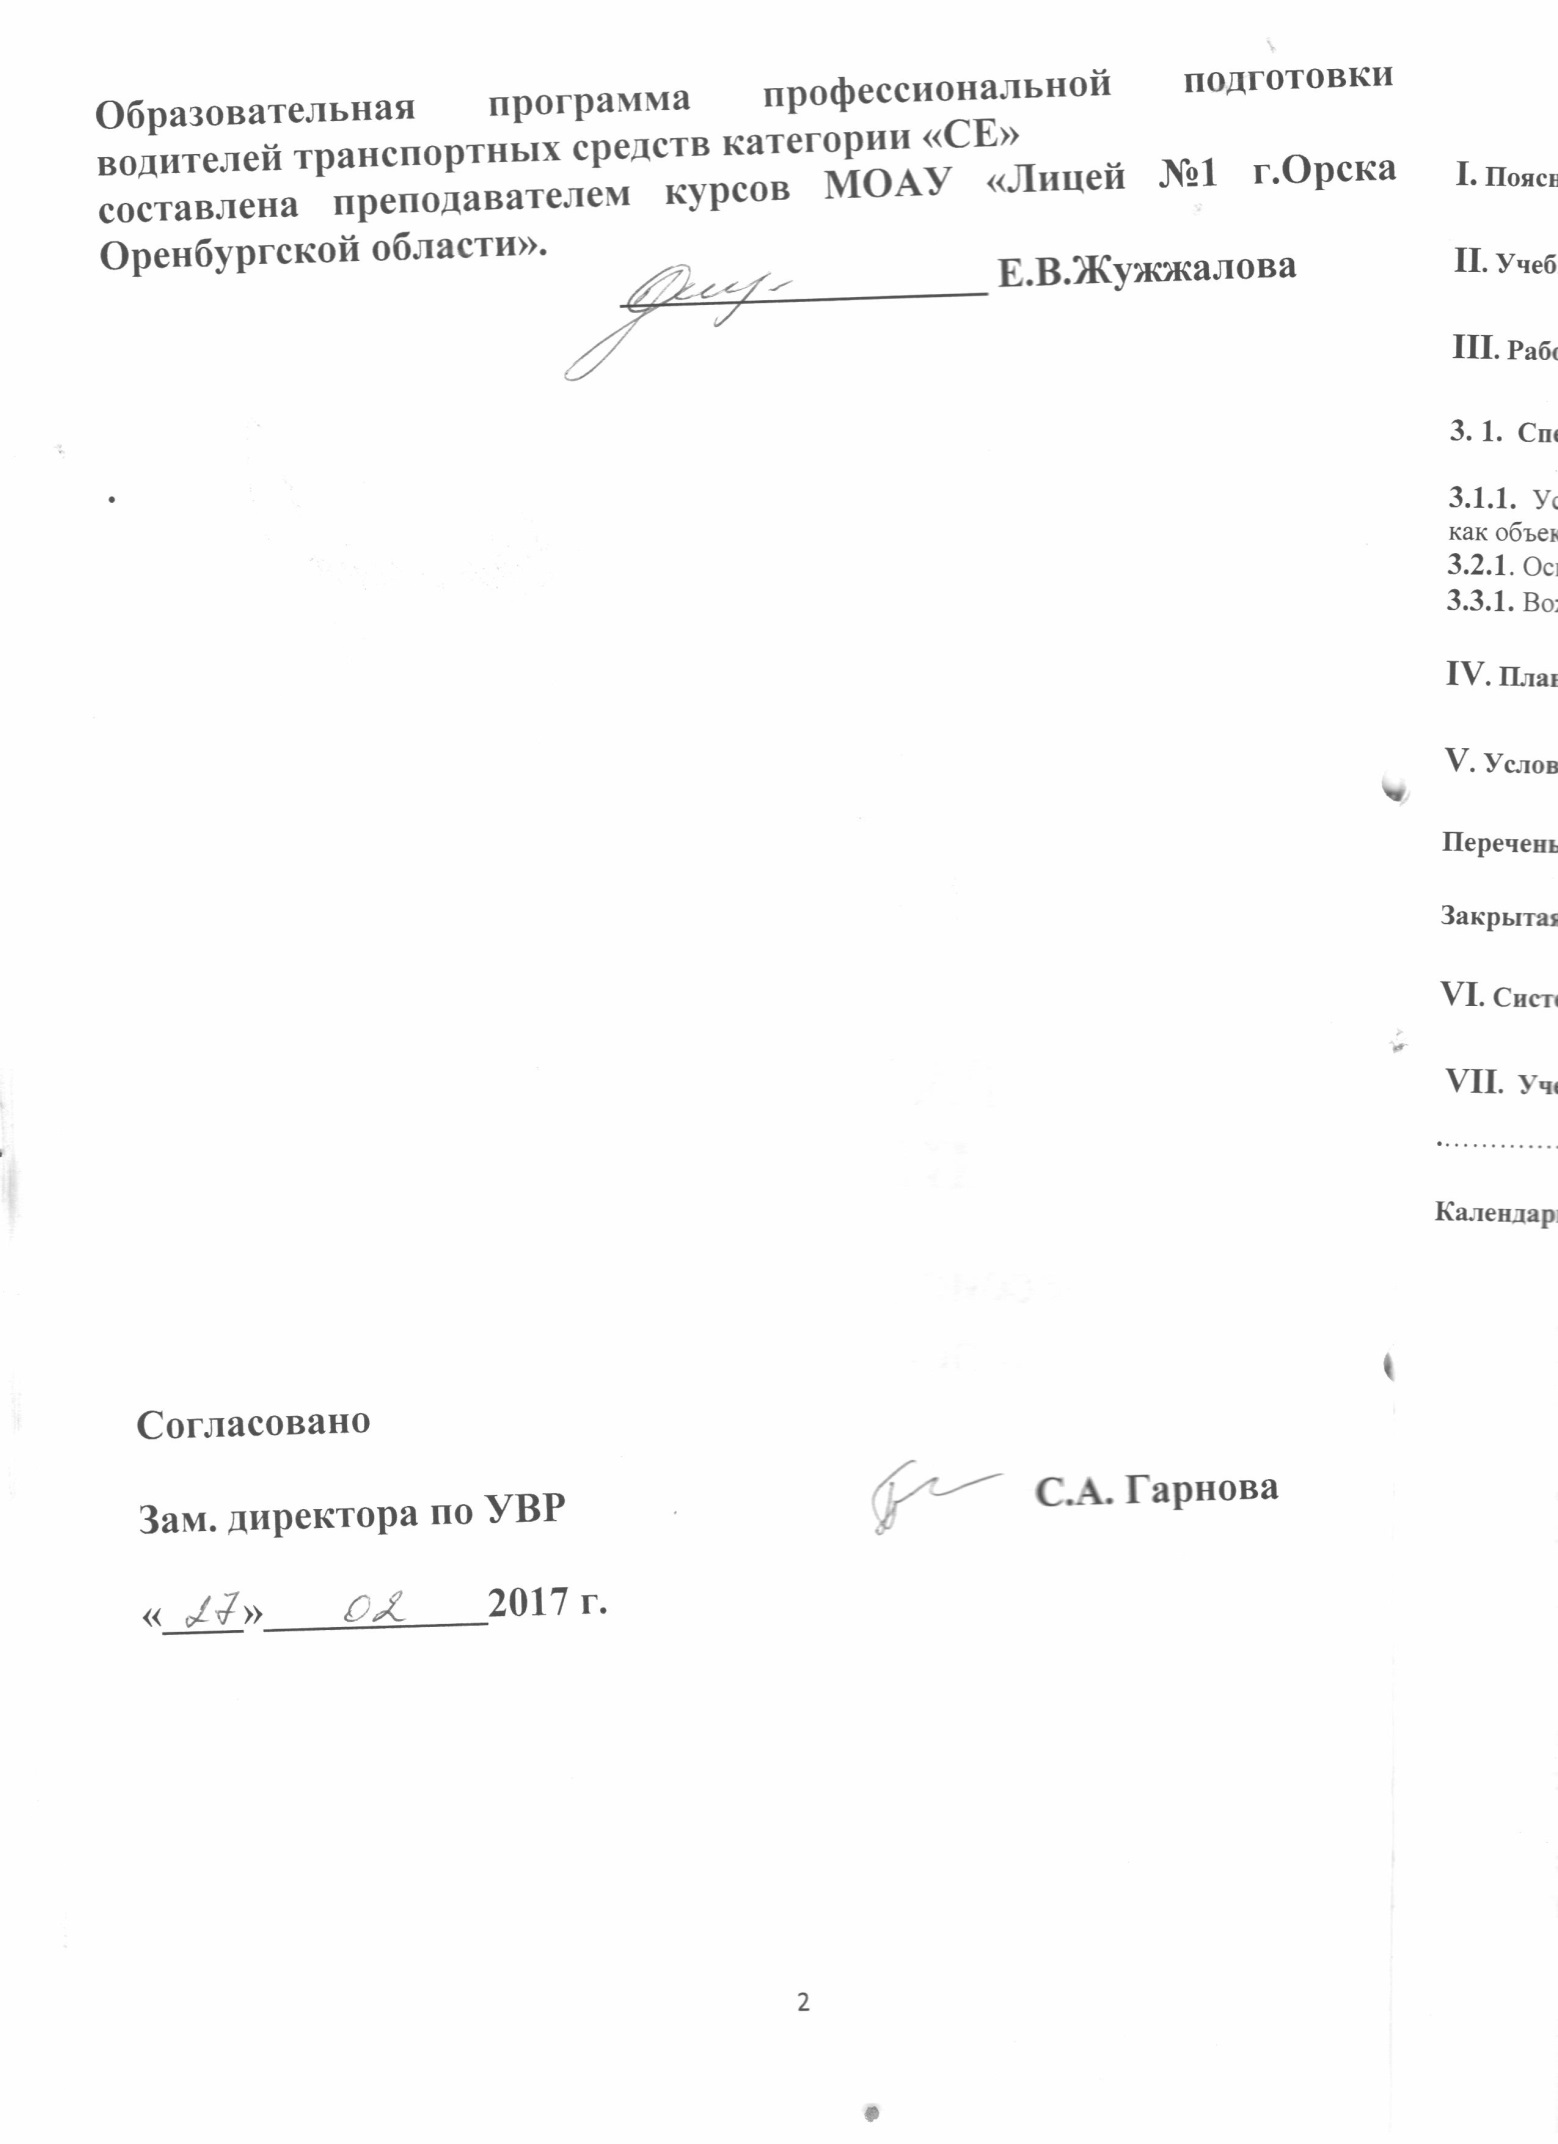 Образовательная программа профессиональной подготовки
водителей транспортных средств категории «СЕ»
составлена преподавателем курсов МОАУ «Лицей №1 г.Орска
Оренбургской области».
Е.В.Жужжалова
.
Согласовано
Зам. директора по УВР С.А. Гарнова
«27» 02 2017 г.
2
I. Поясн
II. Учеб
III. Рабо
3. 1. Спе
3.1.1. Ус
как объек
3.2.1. Ос
3.3.1. Во
IV. План
V. Услов
Перечень
Закрытая
VI. Систе
VII. Уче
.............
Календар